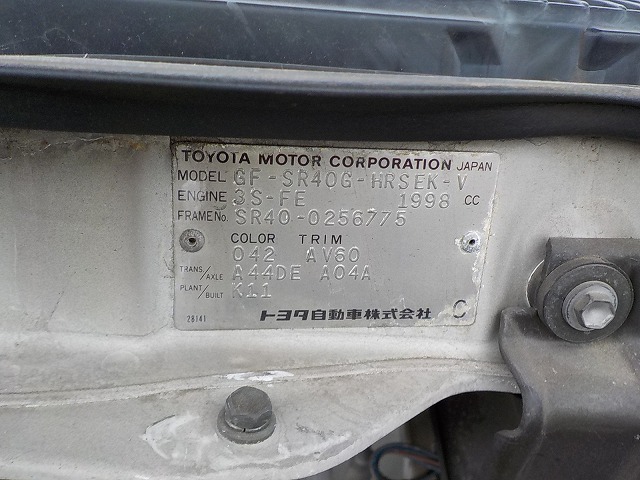 TOYOTA MOTOR CORPORATION JAPAN
MODEL GF-SR40G-HRSEK-V
ENGINE 3S-FE 1998 CC
FRAME No. SR40-0256775
COLOR TRIM
042 AV60
TRANS./AXLE A44DE A04A
PLANT/BUILT K11
28141 トヨタ自動車株式会社 C